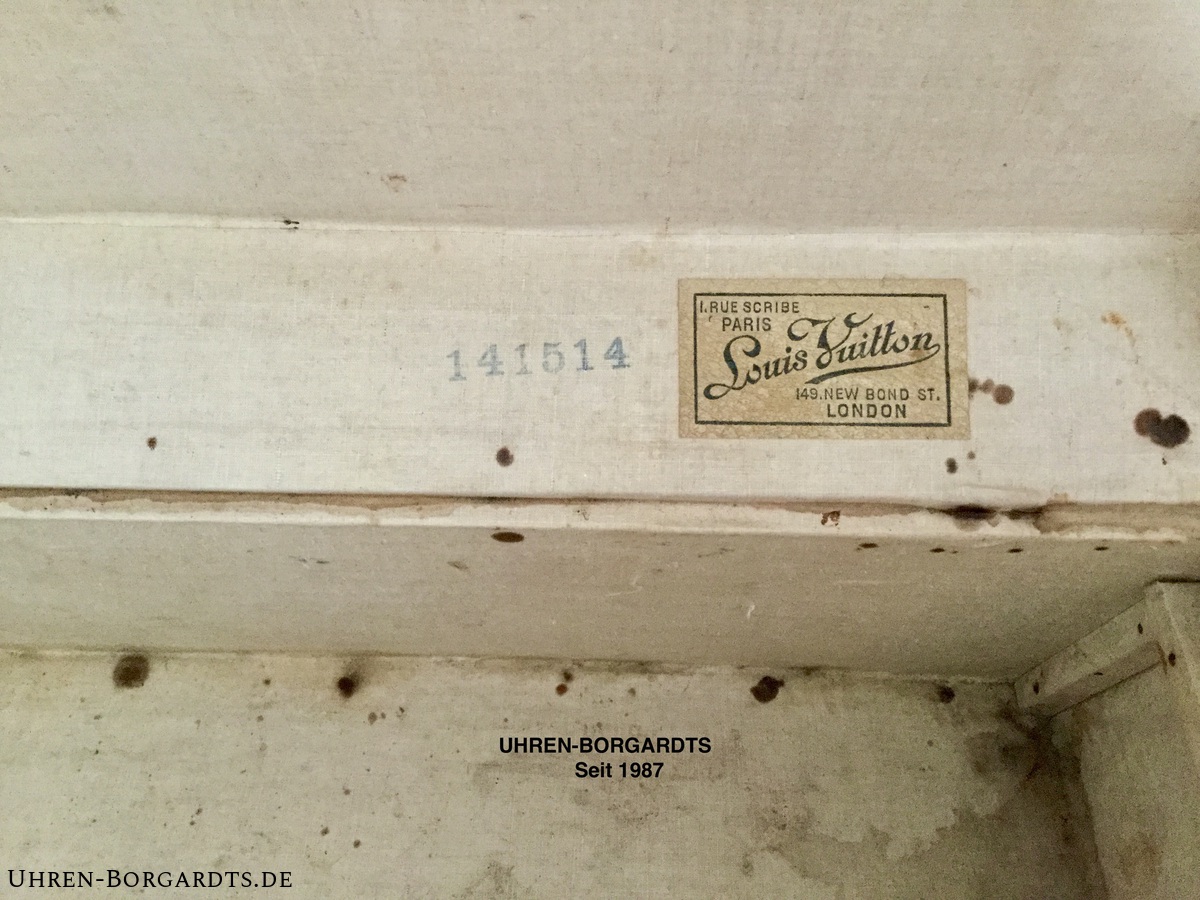 141514
1. RUE SCRIBE
PARIS
Louis Vuitton
149. NEW BOND ST.
LONDON
UHREN-BORGARDTS
Seit 1987
UHREN-BORGARDTS.DE